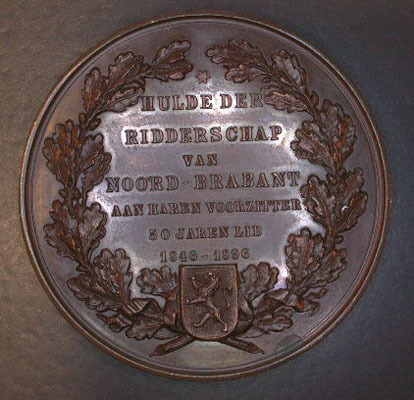 HULDE DER
RIDDERSCHAP
VAN
NOORD-BRABANT
AAN HAREN VOORZITTER
50 JAREN LID
1846-1896